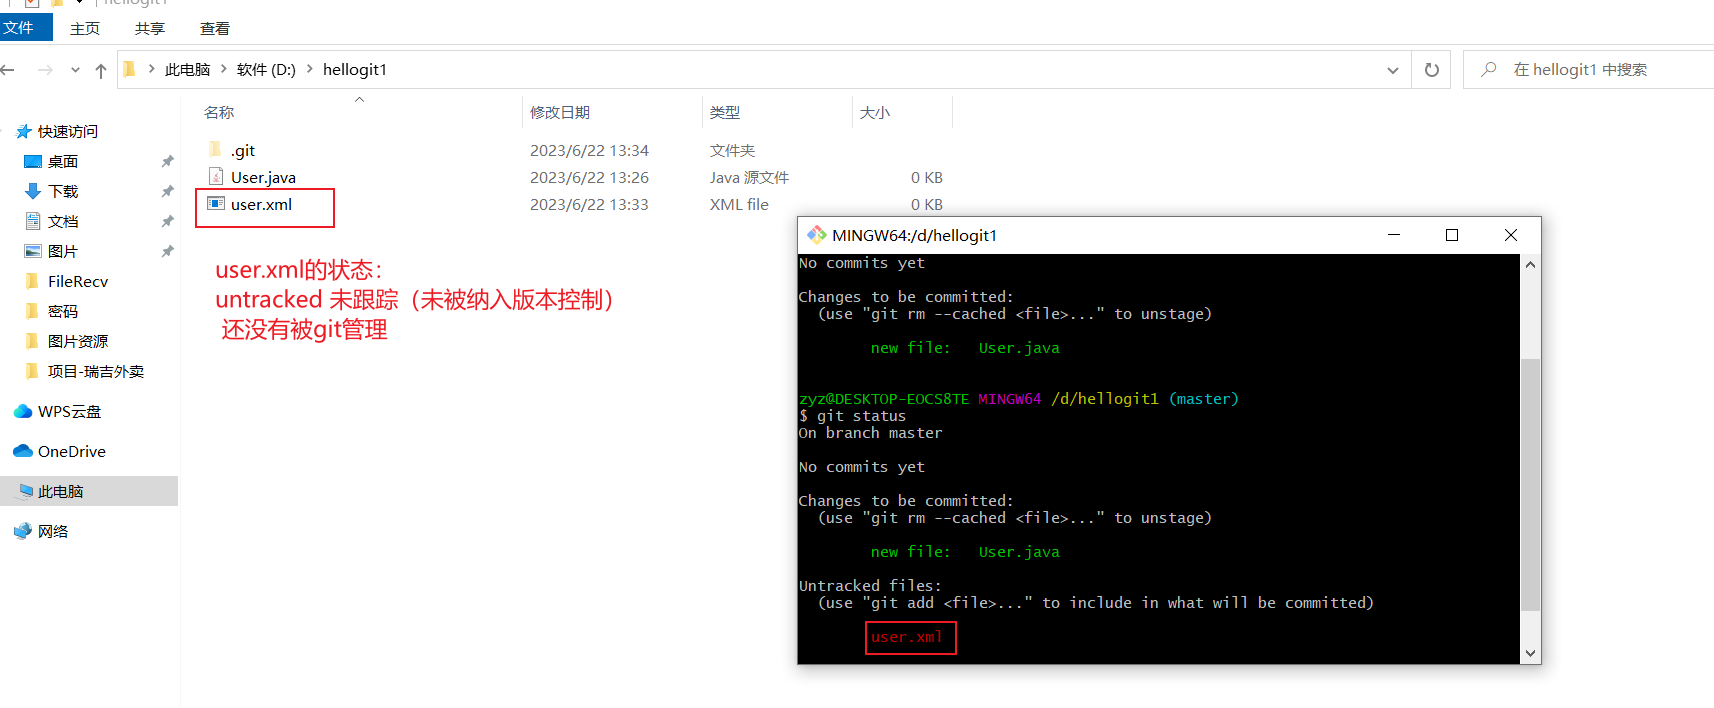 hellogit1
文件 主页 共享 查看
此电脑 软件 (D:) hellogit1
在 hellogit1 中搜索
名称 修改日期 类型 大小
.git 2023/6/22 13:34 文件夹
User.java 2023/6/22 13:26 Java 源文件 0 KB
user.xml 2023/6/22 13:33 XML file 0 KB
快速访问
桌面
下载
文档
图片
FileRecv
密码
图片资源
项目-瑞吉外卖
WPS云盘
OneDrive
此电脑
网络
user.xml的状态：
untracked 未跟踪（未被纳入版本控制）
还没有被git管理
MINGW64:/d/hellogit1
No commits yet
Changes to be committed:
(use "git rm --cached <file>..." to unstage)
new file: User.java
zyz@DESKTOP-EOCS8TE MINGW64 /d/hellogit1 (master)
$ git status
On branch master
No commits yet
Changes to be committed:
(use "git rm --cached <file>..." to unstage)
new file: User.java
Untracked files:
(use "git add <file>..." to include in what will be committed)
user.xml